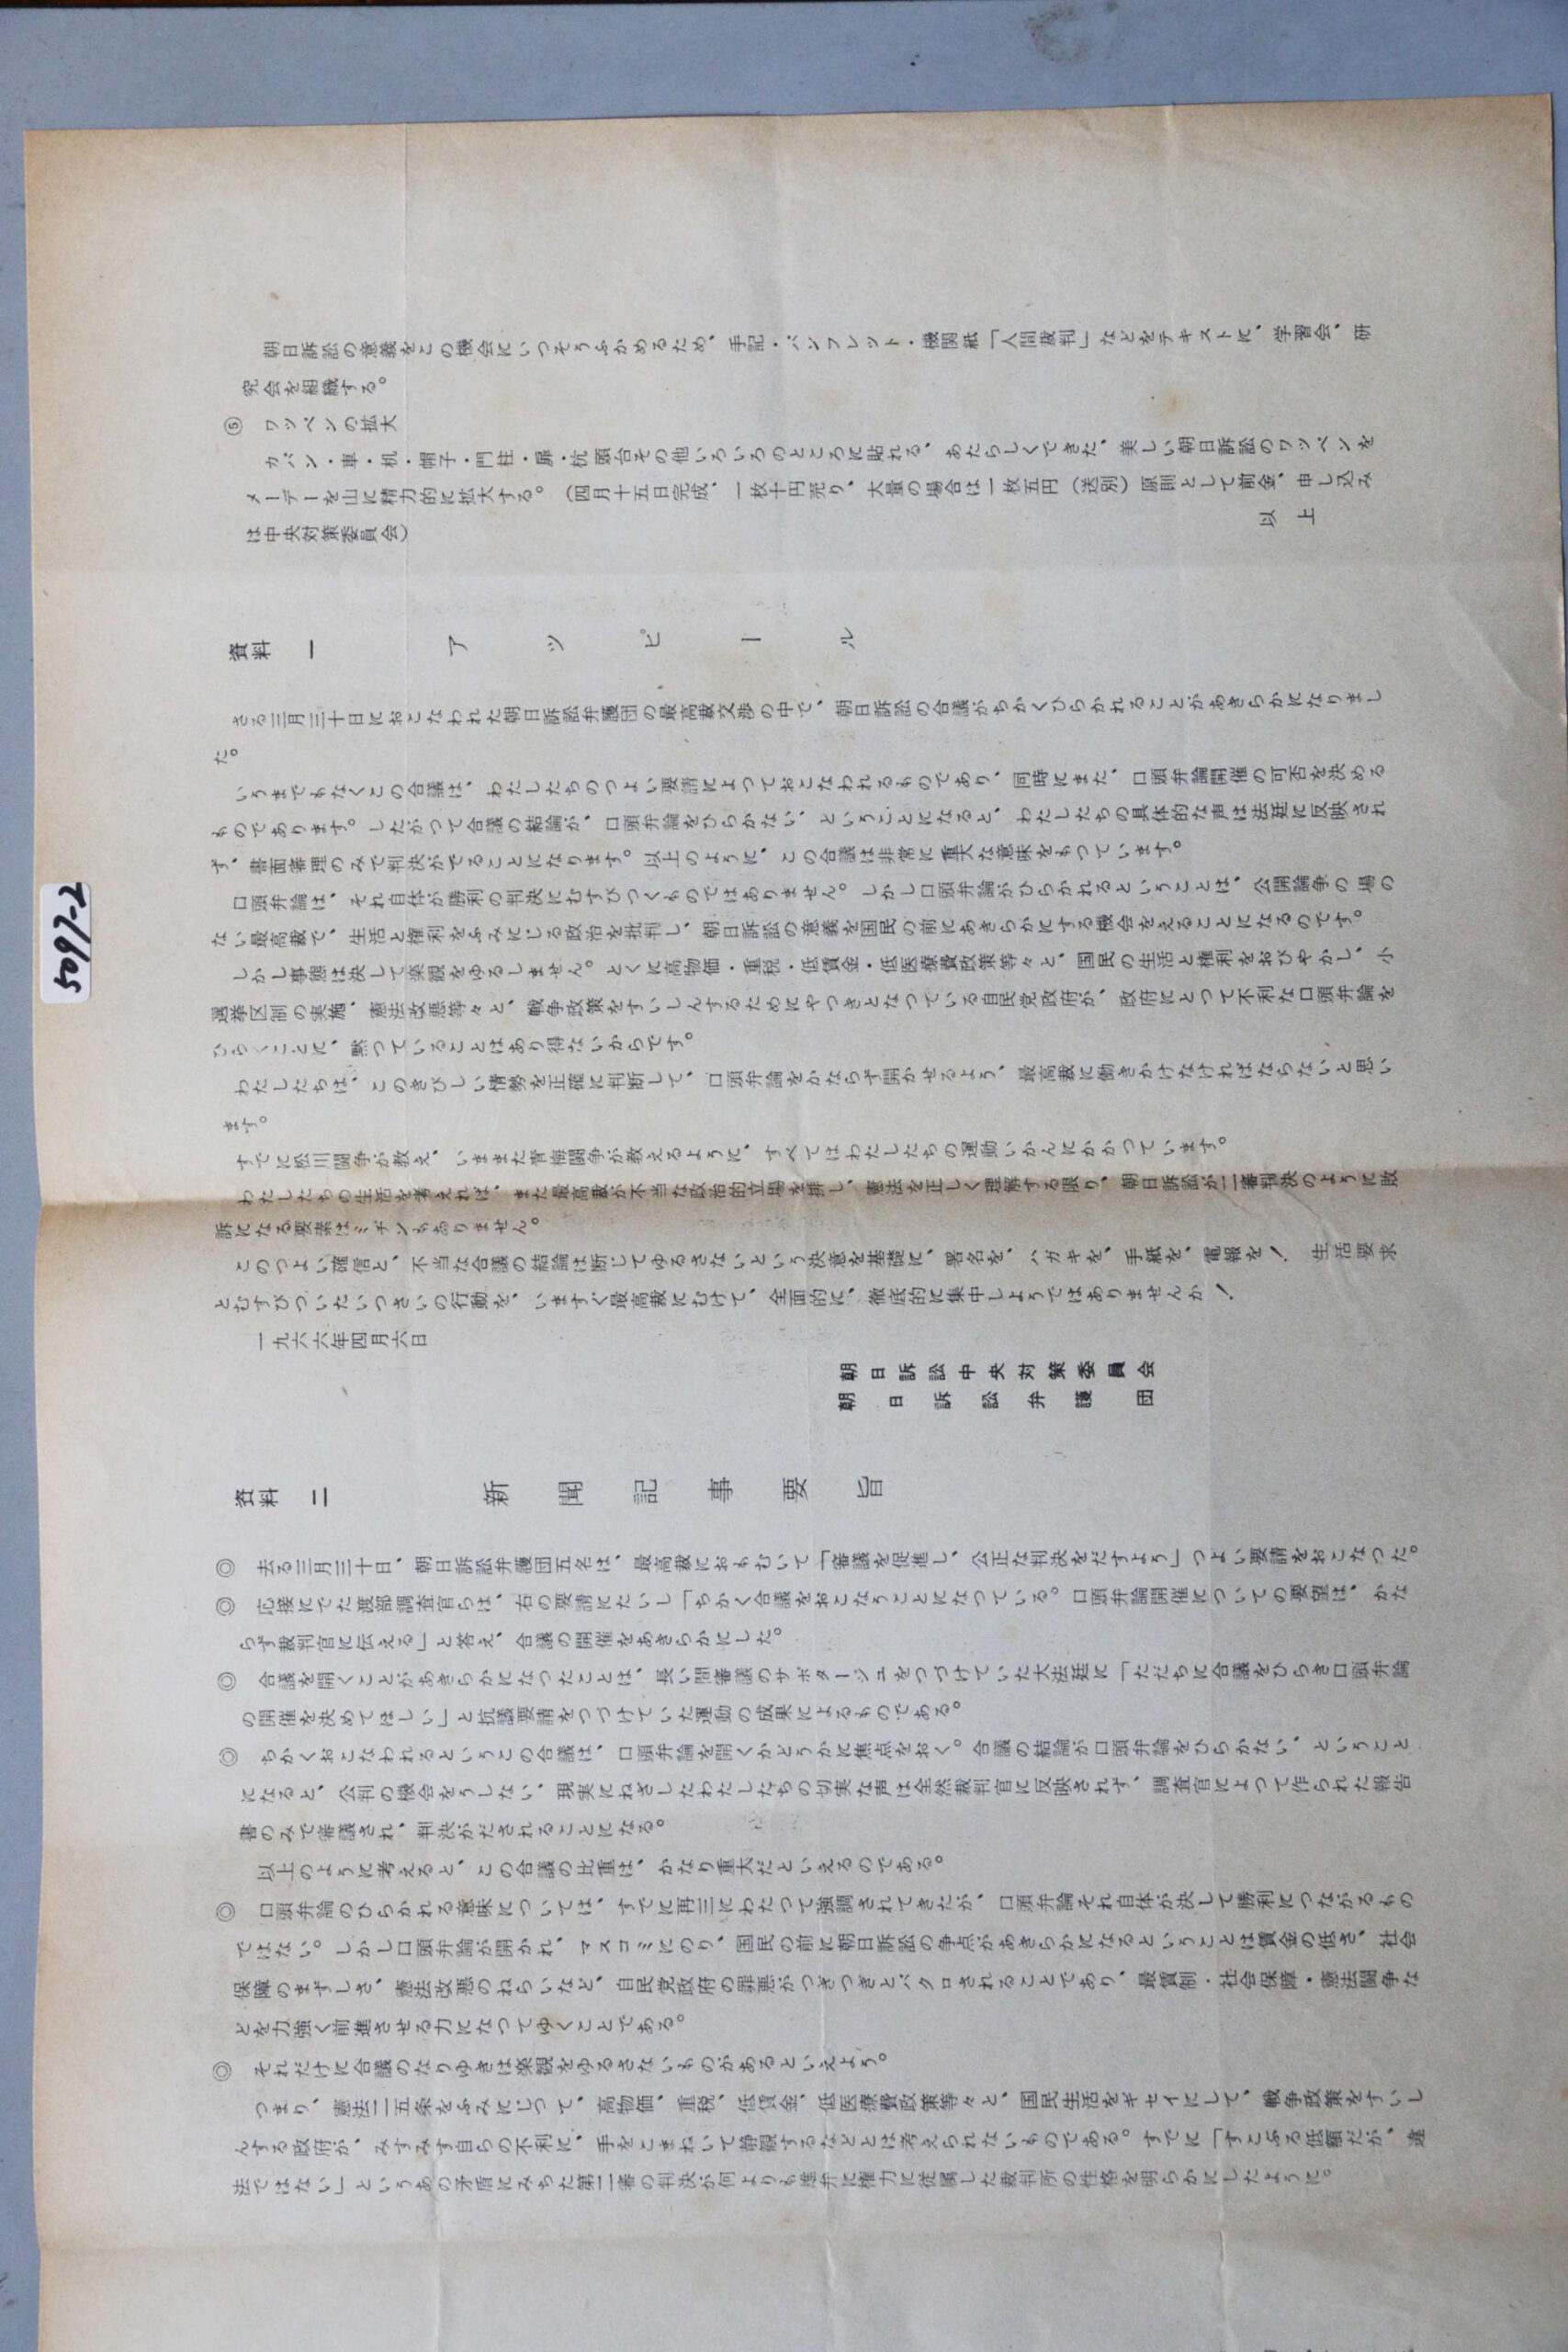 朝日訴訟の意義をこの機会にいつそうふかめるため、手記・パンフレット・機関紙「人間裁判」などをテキストに、学習会、研
究会を組織する。
⑤ ワッペンの拡大
カバン・車・机・帽子・門柱・扉・枕頭台その他いろいろのところに貼れる、あたらしくできた、美しい朝日訴訟のワッペンを
メーデーを山に精力的に拡大する。(四月十五日完成、一枚十円売り、大量の場合は一枚五円(送別)原則として前金、申し込み
は中央対策委員会)
以上
資料 一 アッピール
さる三月三十日におこなわれた朝日訴訟弁護団の最高裁交渉の中で、朝日訴訟の合議がちかくひらかれることがあきらかになりまし
た。
いうまでもなくこの合議は、わたしたちのつよい要請によつておこなわれるものであり、同時にまた、口頭弁論開催の可否を決める
ものであります。したがつて合議の結論が、口頭弁論をひらかない、ということになると、わたしたちの具体的な声は法廷に反映され
ず、書面審理のみで判決がでることになります。以上のように、この合議は非常に重大な意味をもつています。
口頭弁論は、それ自体が勝利の判決にむすびつくものではありません。しかし口頭弁論がひらかれるということは、公開論争の場の
ない最高裁で、生活と権利をふみにじる政治を批判し、朝日訴訟の意義を国民の前にあきらかにする機会をえることになるのです。
しかし事態は決して楽観をゆるしません。とくに高物価・重税・低賃金・低医療費政策等々と、国民の生活と権利をおびやかし、小
選挙区制の実施、憲法改悪等々と、戦争政策をすいしんするためにやつきとなつている自民党政府が、政府にとつて不利な口頭弁論を
ひらくことに、黙つていることはあり得ないからです。
わたしたちは、このきびしい情勢を正確に判断して、口頭弁論をかならず開かせるよう、最高裁に働きかけなければならないと思い
ます。
すでに松川闘争が教え、いままた青梅闘争が教えるように、すべてはわたしたちの運動いかんにかかつています。
わたしたちの生活を考えれば、また最高裁が不当な政治的立場を排し、憲法を正しく理解する限り、朝日訴訟が二審判決のように敗
訴になる要素はミヂンもありません。
このつよい確信と、不当な合議の結論は断じてゆるさないという決意を基礎に、署名を、ハガキを、手紙を、電報を! 生活要求
とむすびついたいつさいの行動を、いますぐ最高裁にむけて、全面的に、徹底的に集中しようではありませんか!
一九六六年四月六日
朝日訴訟中央対策委員会
朝日訴訟弁護団
資料 二 新聞記事要旨
◎ 去る三月三十日、朝日訴訟弁護団五名は、最高裁におもむいて「審議を促進し、公正な判決をだすよう」つよい要請をおこなつた。
◎ 応接にでた渡部調査官らは、右の要請にたいし「ちかく合議をおこなうことになつている。口頭弁論開催についての要望は、かな
らず裁判官に伝える」と答え、合議の開催をあきらかにした。
◎ 合議を開くことがあきらかになつたことは、長い間審議のサボタージュをつづけていた大法廷に「ただちに合議をひらき口頭弁論
の開催を決めてほしい」と抗議要請をつづけていた運動の成果によるものである。
◎ ちかくおこなわれるというこの合議は、口頭弁論を開くかどうかに焦点をおく。合議の結論が口頭弁論をひらかない、ということ
になると、公判の機会をうしない、現実にねざしたわたしたちの切実な声は全然裁判官に反映されず、調査官によつて作られた報告
書のみで審議され、判決がだされることになる。
以上のように考えると、この合議の比重は、かなり重大だといえるのである。
◎ 口頭弁論のひらかれる意味については、すでに再三にわたつて強調されてきたが、口頭弁論それ自体が決して勝利につながるもの
ではない。しかし口頭弁論が開かれ、マスコミにのり、国民の前に朝日訴訟の争点があきらかになるということは賃金の低さ、社会
保障のまずしさ、憲法改悪のねらいなど、自民党政府の罪悪がつぎつぎとバクロされることであり、最賃制・社会保障・憲法闘争な
どを力強く前進させる力になつてゆくことである。
◎ それだけに合議のなりゆきは楽観をゆるさないものがあるといえよう。
つまり、憲法二五条をふみにじつて、高物価、重税、低賃金、低医療費政策等々と、国民生活をギセイにして、戦争政策をすいし
んする政府が、みすみす自らの不利に、手をこまねいて静観するなどとは考えられないものである。すでに「すこぶる低額だが、違
法ではない」というあの矛盾にみちた第二審の判決が何よりも雄弁に権力に従属した裁判所の性格を明らかにしたように。
5097-2